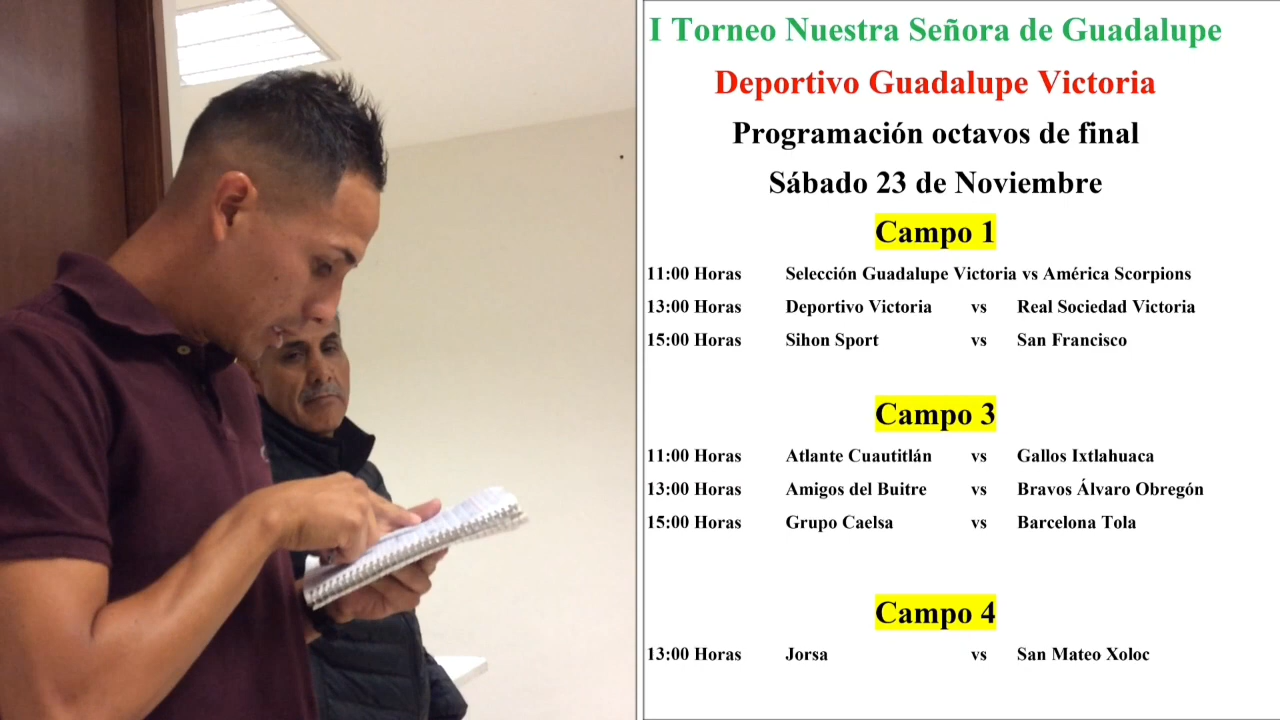 I Torneo Nuestra Señora de Guadalupe
Deportivo Guadalupe Victoria
Programación octavos de final
Sábado 23 de Noviembre
Campo 1
11:00 Horas Selección Guadalupe Victoria vs América Scorpions
13:00 Horas Deportivo Victoria vs Real Sociedad Victoria
15:00 Horas Sihon Sport vs San Francisco
Campo 3
11:00 Horas Atlante Cuautitlán vs Gallos Ixtlahuaca
13:00 Horas Amigos del Buitre vs Bravos Álvaro Obregón
15:00 Horas Grupo Caelsa vs Barcelona Tola
Campo 4
13:00 Horas Jorsa vs San Mateo Xoloc